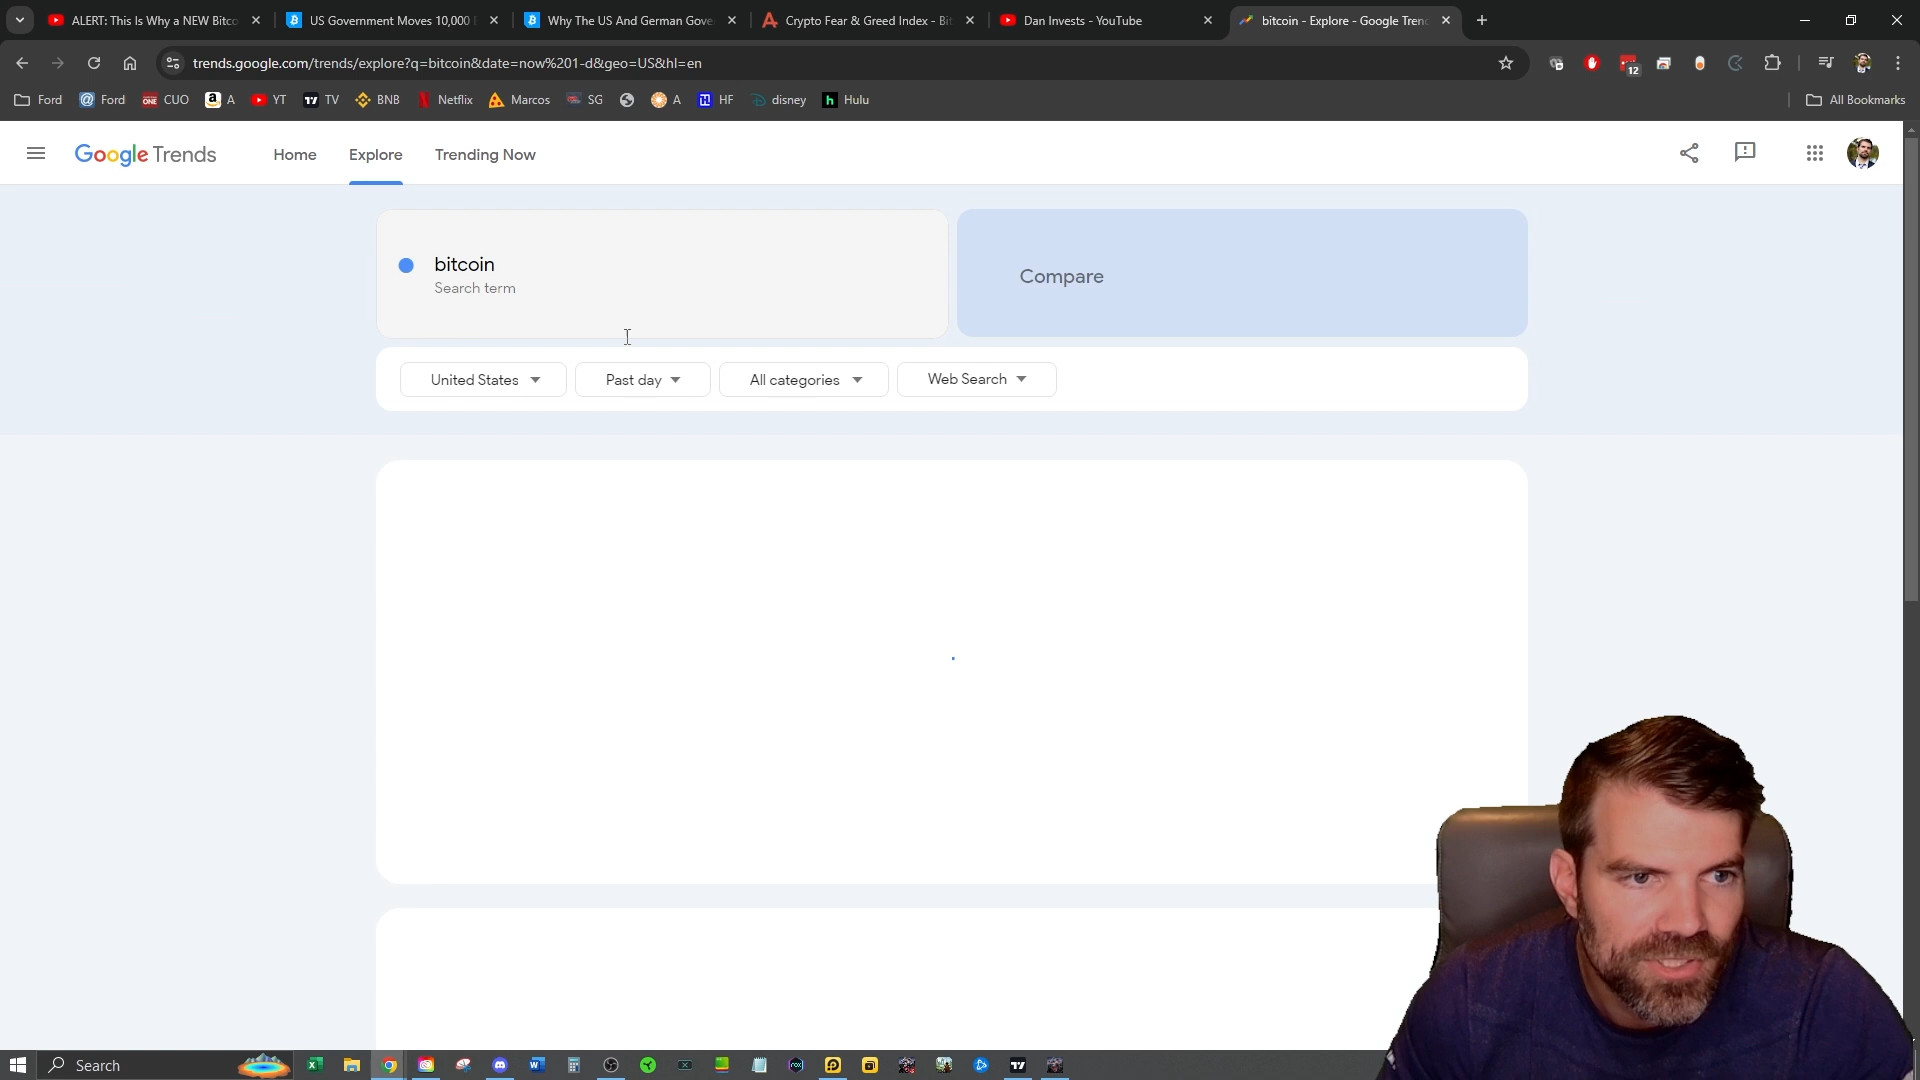 ALERT: This Is Why a NEW Bitco
US Government Moves 10,000
Why The US And German Gove
Crypto Fear & Greed Index - Bit
Dan Invests - YouTube
bitcoin - Explore - Google Tren
trends.google.com/trends/explore?q=bitcoin&date=now%201-d&geo=US&hl=en
12
Ford
Ford
CUO
A
YT
TV
BNB
Netflix
Marcos
SG
A
HF
disney
Hulu
All Bookmarks
Google Trends
Home
Explore
Trending Now
bitcoin
Search term
Compare
United States
Past day
All categories
Web Search
Search